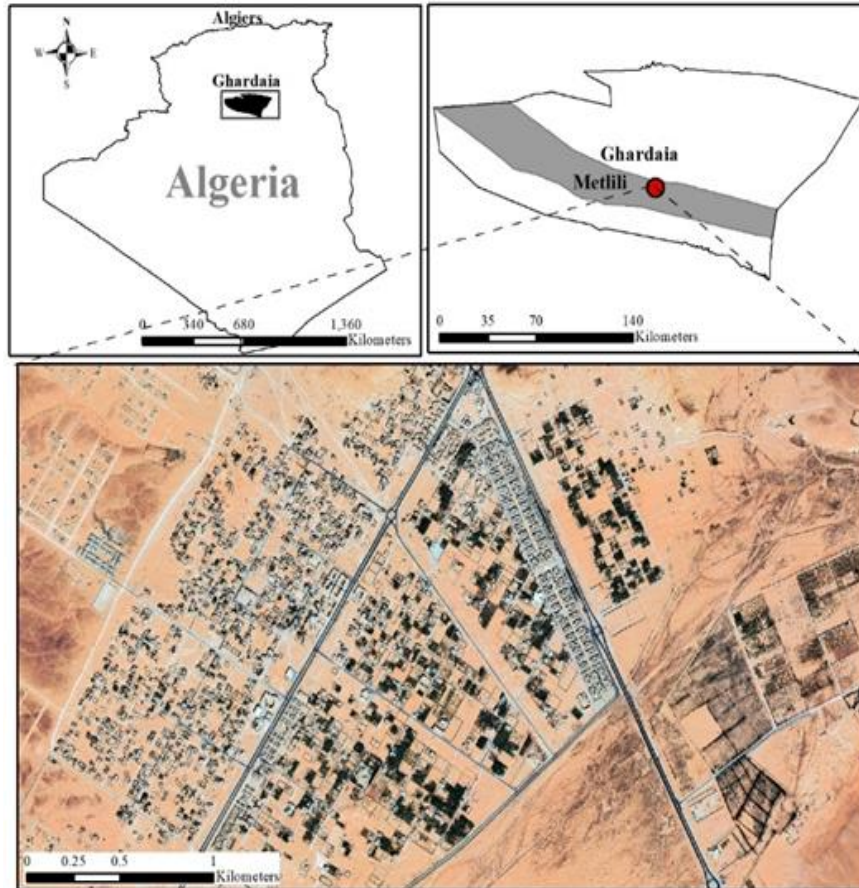 Algiers
N
W E
S
Ghardaia
Algeria
0 340 680 1,360
Kilometers
Ghardaia
Metlili
0 35 70 140
Kilometers
0 0.25 0.5 1
Kilometers